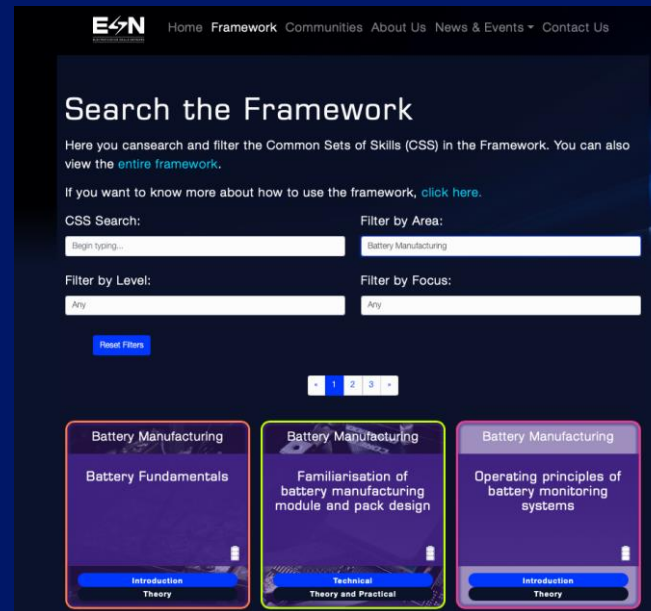 ESN
Home Framework Communities About Us News & Events Contact Us
Search the Framework
Here you cansearch and filter the Common Sets of Skills (CSS) in the Framework. You can also
view the entire framework.
If you want to know more about how to use the framework, click here.
CSS Search:
Filter by Area:
Begin typing...
Battery Manufacturing
Filter by Level:
Filter by Focus:
Any
Any
Reset Filters
« 1 2 3 »
Battery Manufacturing
Battery Fundamentals
Introduction
Theory
Battery Manufacturing
Familiarisation of
battery manufacturing
module and pack design
Technical
Theory and Practical
Battery Manufacturing
Operating principles of
battery monitoring
systems
Introduction
Theory